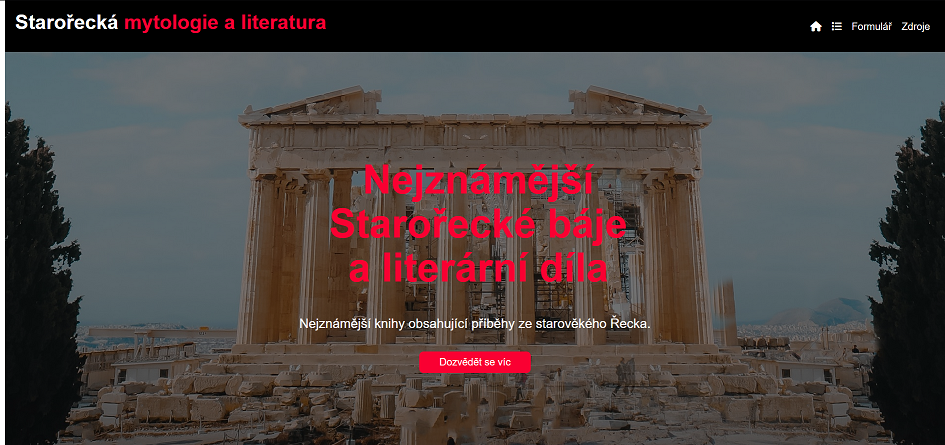 Starořecká mytologie a literatura
Formulář Zdroje
Nejznámější
Starořecké báje
a literární díla
Nejznámější knihy obsahující příběhy ze starověkého Řecka.
Dozvědět se víc